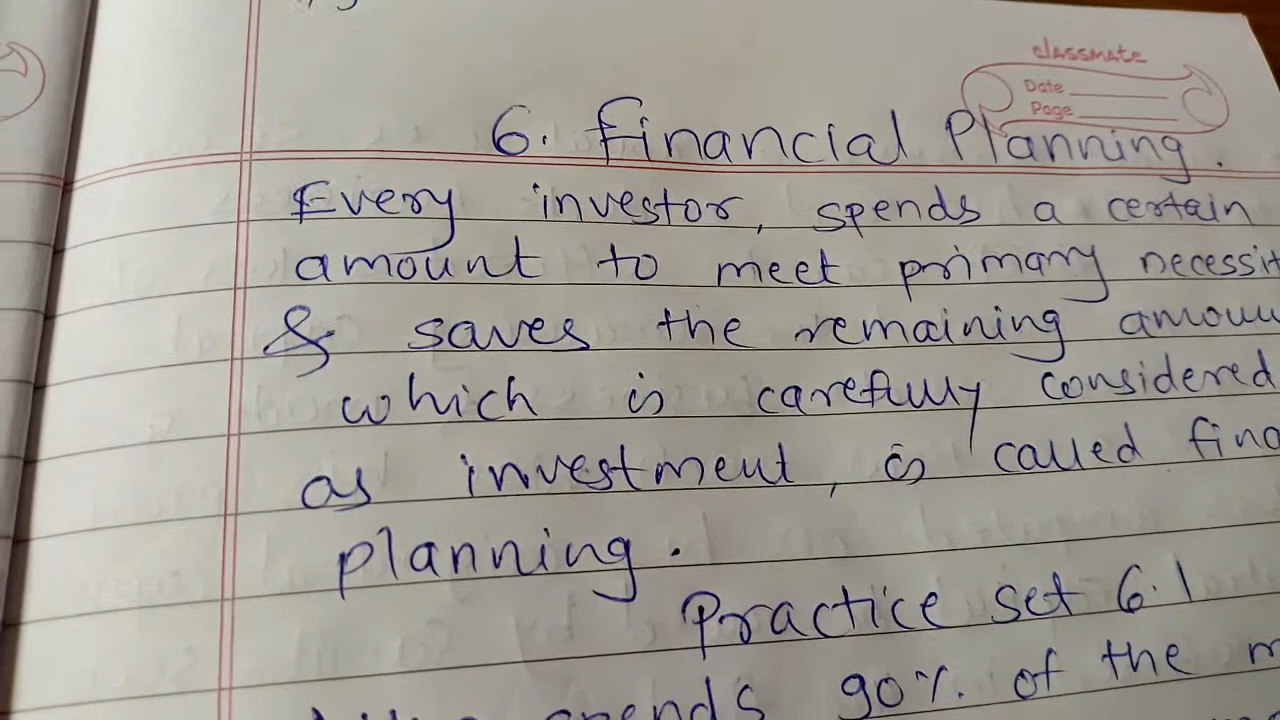 classmate
Date
Page
6. Financial Planning.
Every investor, spends a certain
amount to meet primary
& saves the remaining
which is carefully considered
as investment, is called
planning.
Practice set 6.1
spends 90%. of the